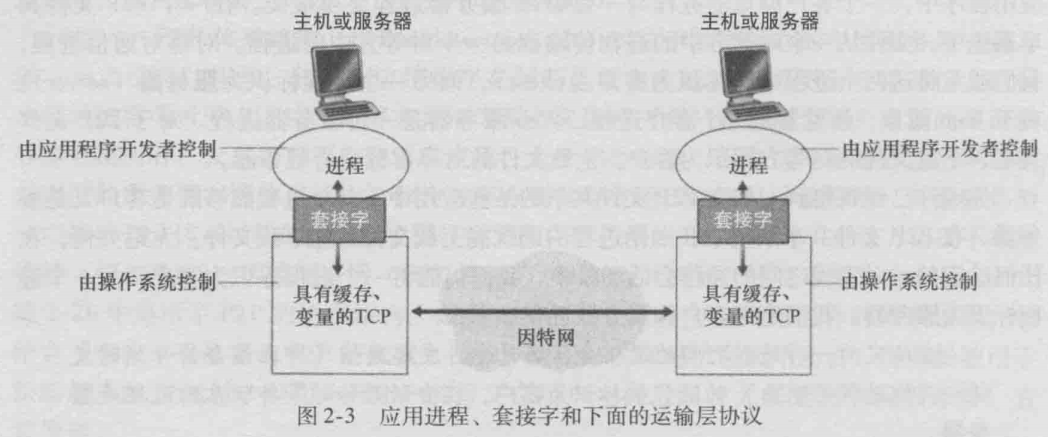 主机或服务器
主机或服务器
由应用程序开发者控制
进程
进程
由应用程序开发者控制
套接字
套接字
由操作系统控制
具有缓存、
变量的TCP
具有缓存、
变量的TCP
由操作系统控制
因特网
图 2-3 应用进程、套接字和下面的运输层协议